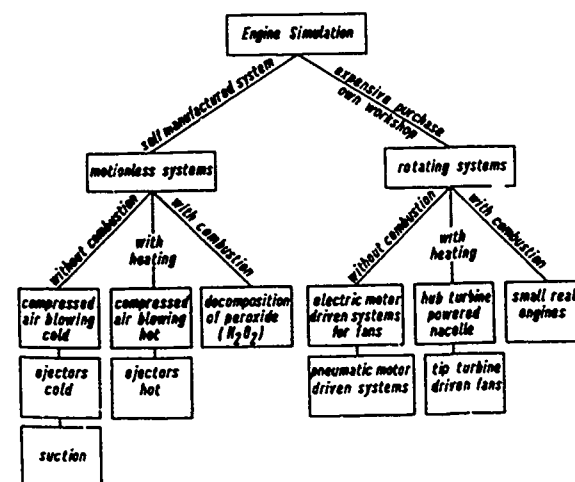 Engine Simulation
self manufactured system
expensive purchase
own workshop
motionless systems
rotating systems
without combustion
with
heating
with combustion
without combustion
with
heating
with combustion
compressed
air blowing
cold
compressed
air blowing
hot
decomposition
of peroxide
(H2O2)
electric motor
driven systems
for fans
hub turbine
powered
nacelle
small real
engines
ejectors
cold
ejectors
hot
pneumatic motor
driven systems
tip turbine
driven fans
suction